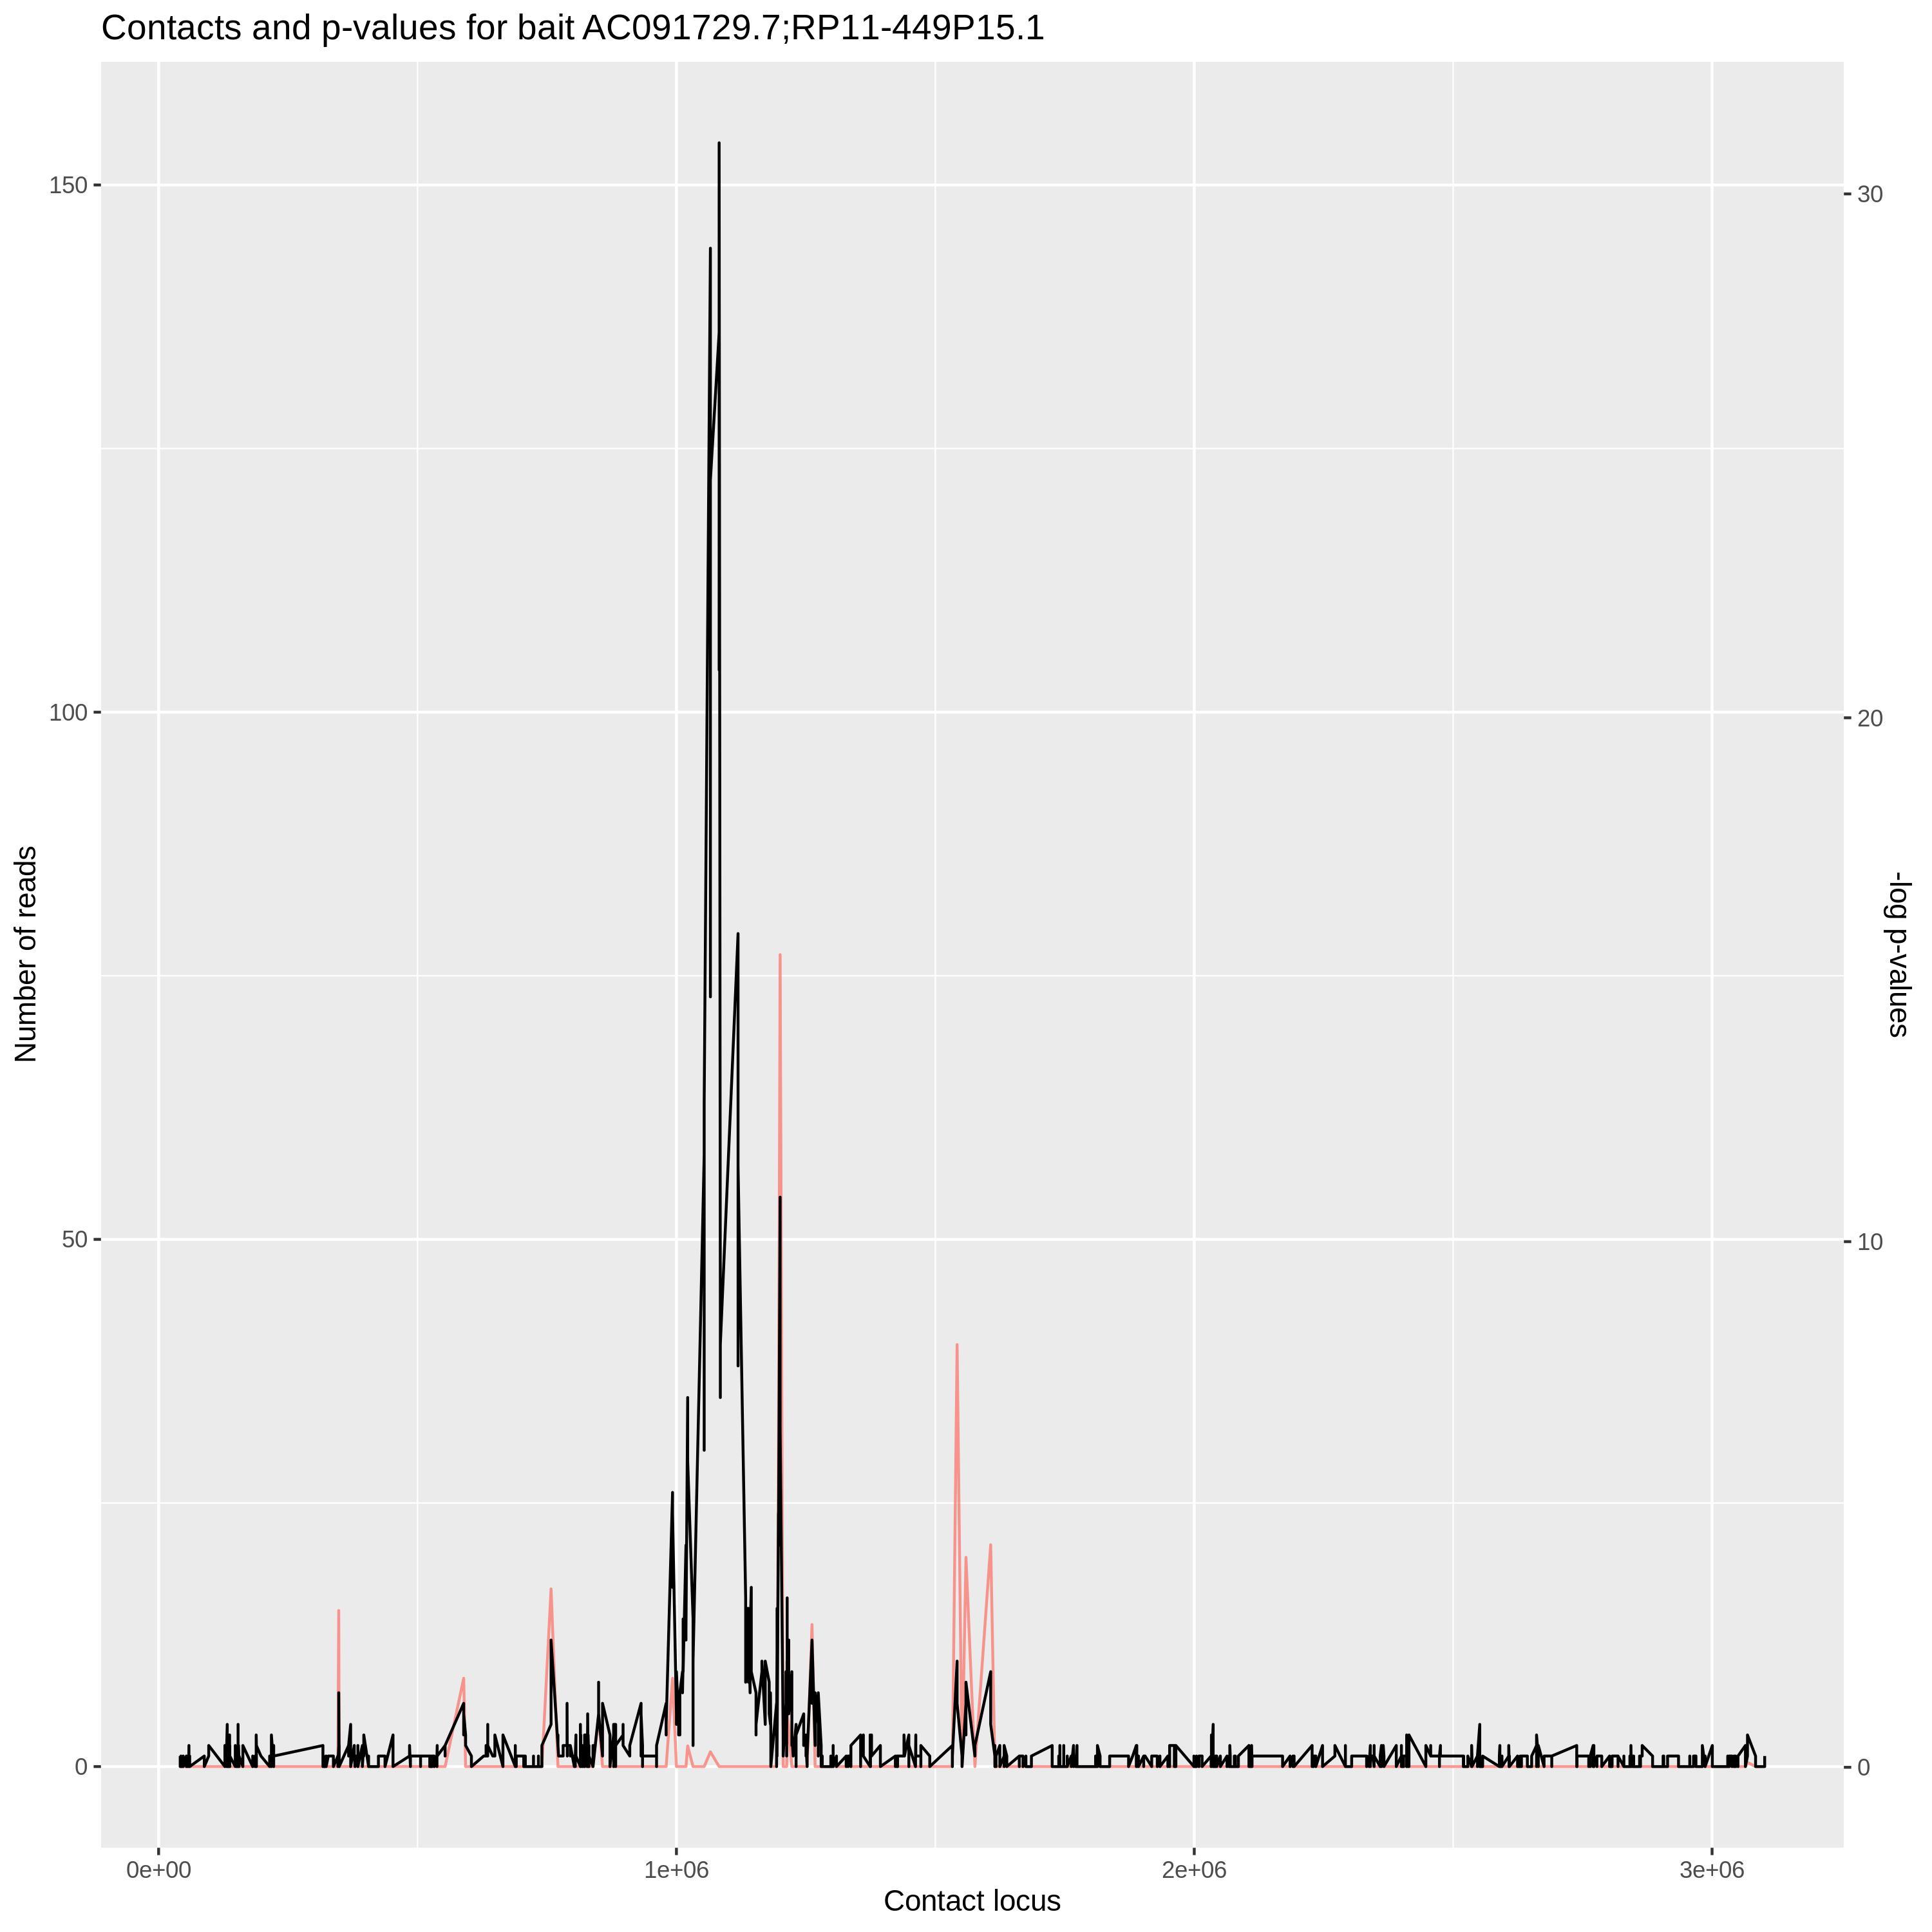 Contacts and p-values for bait AC091729.7;RP11-449P15.1
150
100
50
0
30
20
10
0
Number of reads
-log p-values
0e+00
1e+06
2e+06
3e+06
Contact locus